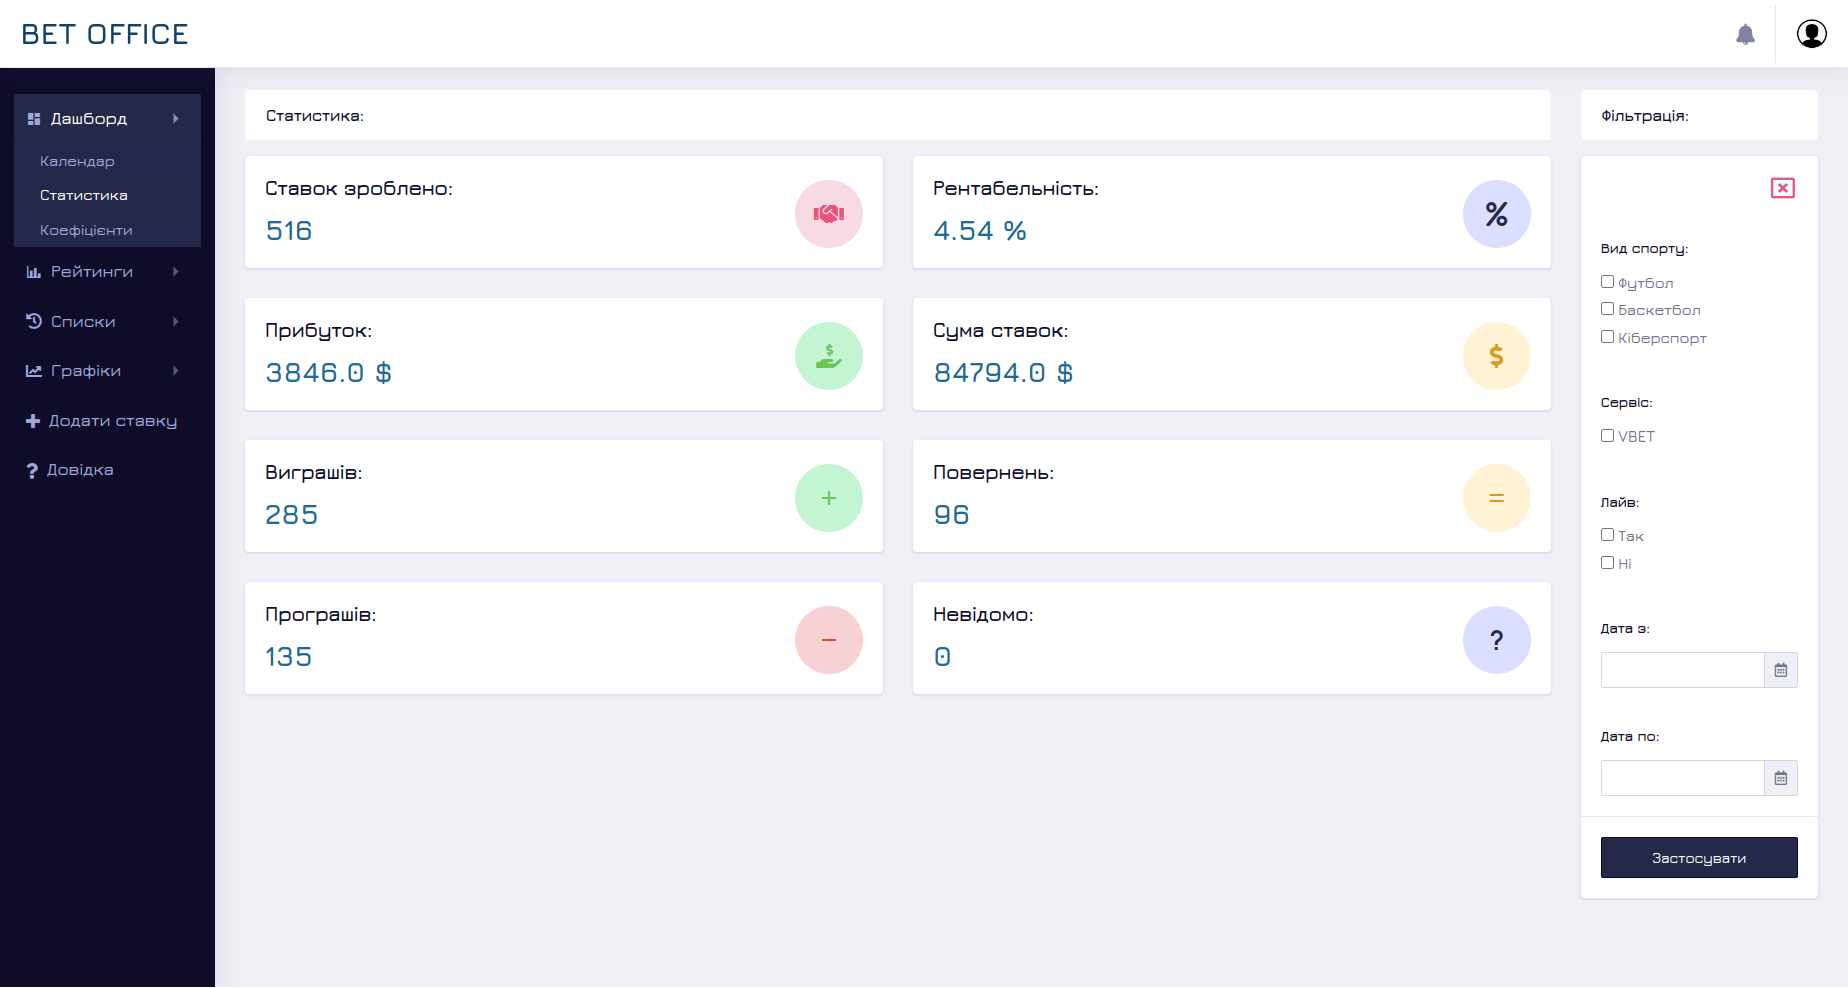 BET OFFICE
Дашборд
Календар
Статистика
Коефіцієнти
Рейтинги
Списки
Графіки
Додати ставку
Довідка
Статистика:
Ставок зроблено:
516
Рентабельність:
4.54 %
%
Прибуток:
3846.0 $
Сума ставок:
84794.0 $
$
Виграшів:
285
+
Повернень:
96
=
Програшів:
135
−
Невідомо:
0
?
Фільтрація:
Вид спорту:
Футбол
Баскетбол
Кіберспорт
Сервіс:
VBET
Лайв:
Так
Ні
Дата з:
Дата по:
Застосувати